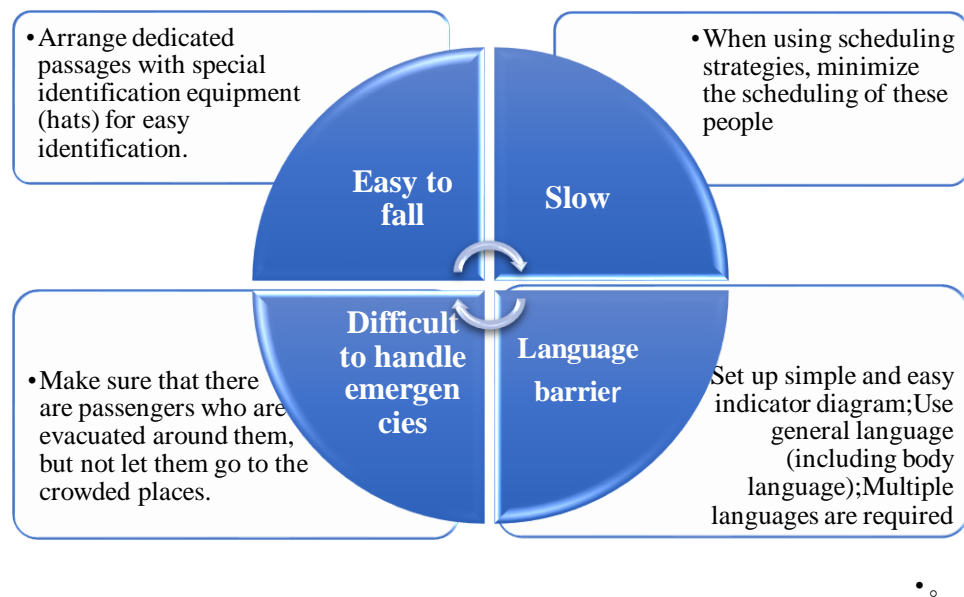 •Arrange dedicated
passages with special
identification equipment
(hats) for easy
identification.
•When using scheduling
strategies, minimize
the scheduling of these
people
Easy to
fall
Slow
Difficult
to handle
emergen
cies
Language
barrier
•Make sure that there
are passengers who are
evacuated around them,
but not let them go to the
crowded places.
Set up simple and easy
indicator diagram;Use
general language
(including body
language);Multiple
languages are required
•。